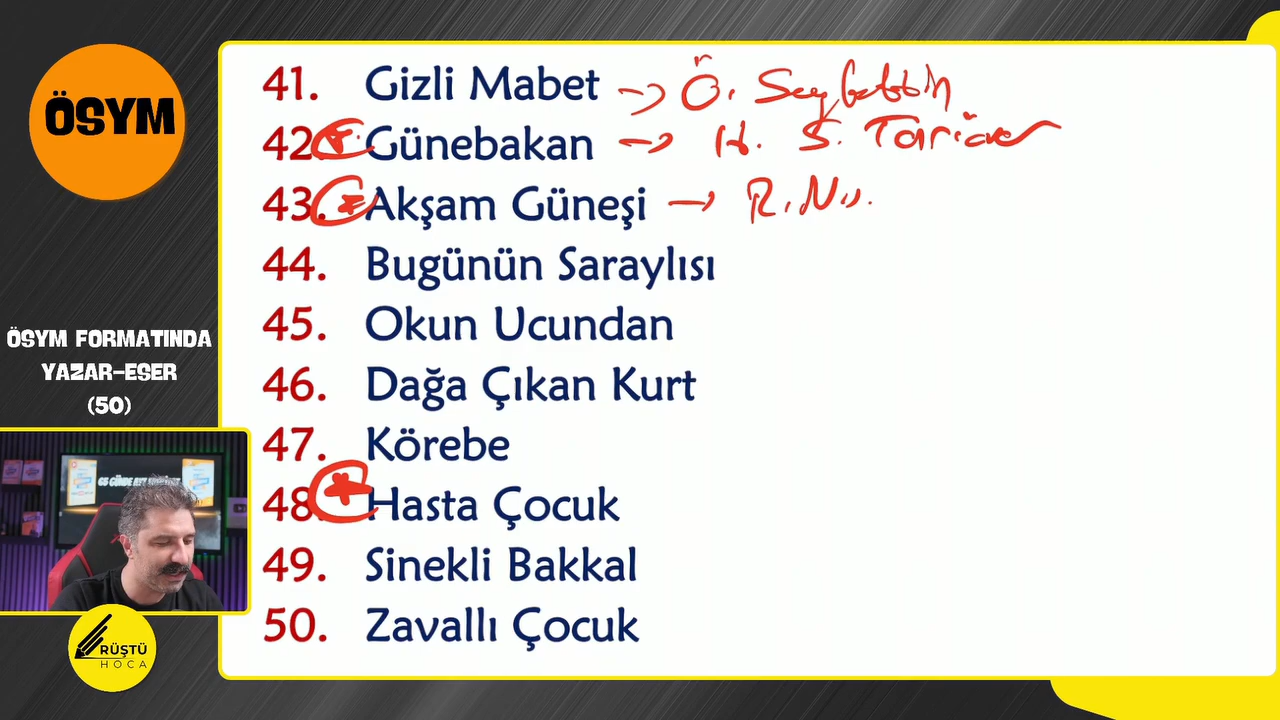 ÖSYM
ÖSYM FORMATINDA
YAZAR-ESER
(50)
RÜŞTÜ
HOCA
41. Gizli Mabet → Ö. Seyfettin
42. Günebakan → H. S. Tanrıöver
43. Akşam Güneşi → R. N.
44. Bugünün Saraylısı
45. Okun Ucundan
46. Dağa Çıkan Kurt
47. Körebe
48. Hasta Çocuk
49. Sinekli Bakkal
50. Zavallı Çocuk